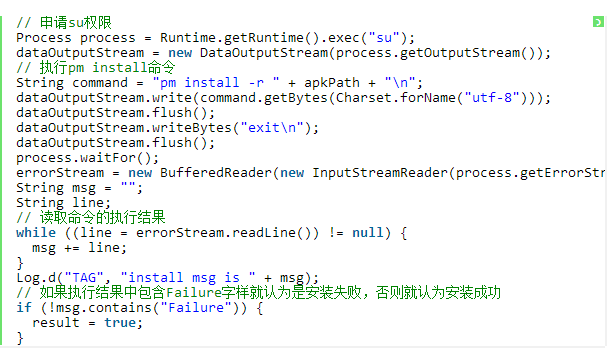 // 申请su权限
Process process = Runtime.getRuntime().exec("su");
dataOutputStream = new DataOutputStream(process.getOutputStream());
// 执行pm install命令
String command = "pm install -r " + apkPath + "\n";
dataOutputStream.write(command.getBytes(Charset.forName("utf-8")));
dataOutputStream.flush();
dataOutputStream.writeBytes("exit\n");
dataOutputStream.flush();
process.waitFor();
errorStream = new BufferedReader(new InputStreamReader(process.getErrorStr
String msg = "";
String line;
// 读取命令的执行结果
while ((line = errorStream.readLine()) != null) {
  msg += line;
}
Log.d("TAG", "install msg is " + msg);
// 如果执行结果中包含Failure字样就认为是安装失败，否则就认为安装成功
if (!msg.contains("Failure")) {
  result = true;
}